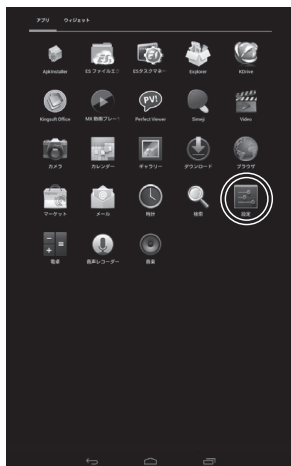 アプリ ウィジェット
ApkInstaller ES ファイルエク ESタスクマネー Explorer KDrive
Kingsoft Office MX 動画プレーヤ Perfect Viewer Simeji Video
カメラ カレンダー ギャラリー ダウンロード ブラウザ
マーケット メール 時計 検索 設定
電卓 音声レコーダー 音楽